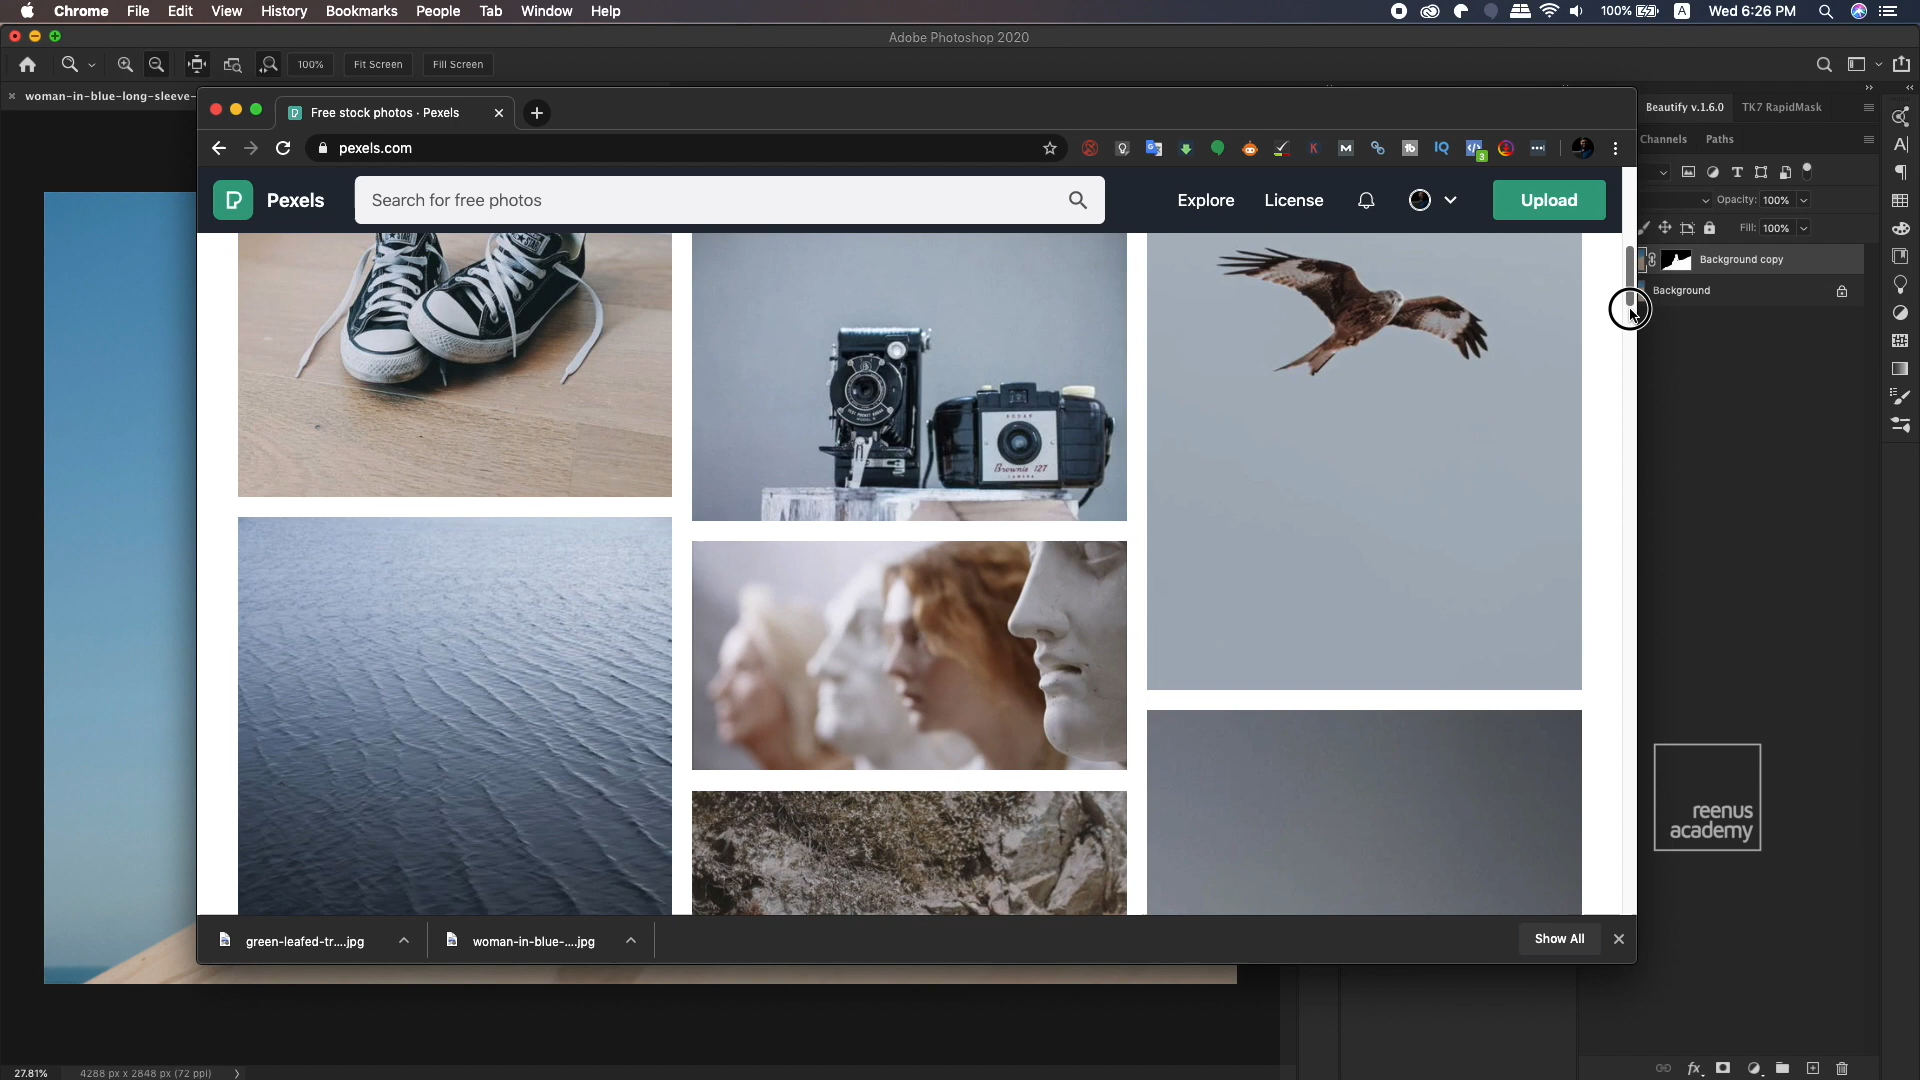 Chrome File Edit View History Bookmarks People Tab Window Help 100% A Wed 6:26 PM
Adobe Photoshop 2020
100% Fit Screen Fill Screen
woman-in-blue-long-sleeve-
Free stock photos · Pexels
Beautify v.1.6.0 TK7 RapidMask
pexels.com
Channels Paths
Pexels Search for free photos Explore License Upload
Opacity: 100%
Fill: 100%
Background copy
Background
KODAK
Brownie 127
CAMERA
reenus
academy
green-leafed-tr....jpg woman-in-blue-....jpg Show All
27.81% 4288 px x 2848 px (72 ppi)